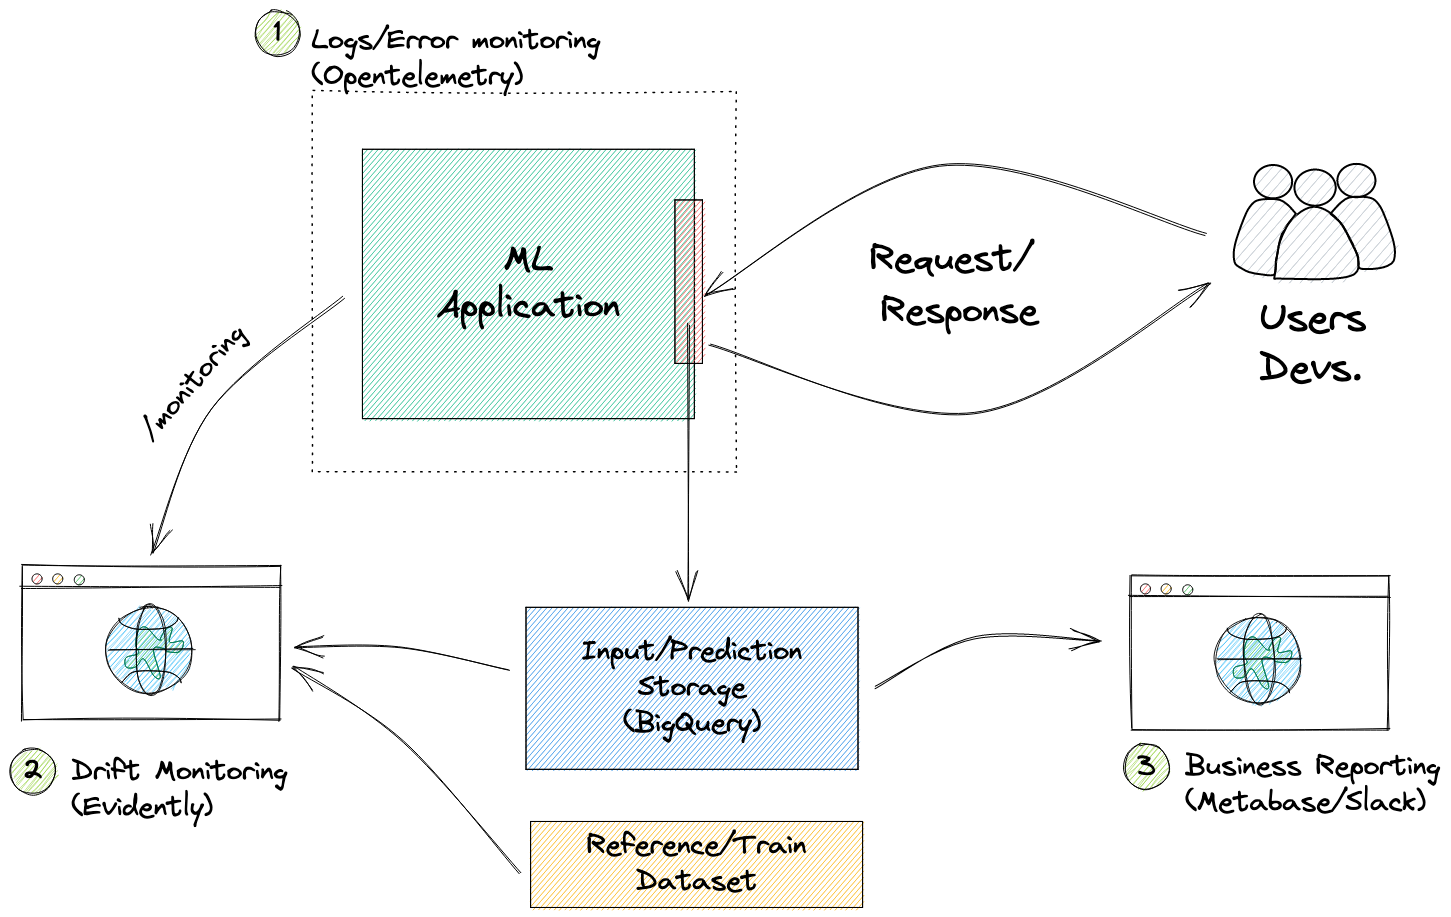 1
Logs/Error monitoring
(Opentelemetry)
ML
Application
Request/
Response
Users
Devs.
/monitoring
Input/Prediction
Storage
(BigQuery)
2
Drift Monitoring
(Evidently)
3
Business Reporting
(Metabase/Slack)
Reference/Train
Dataset